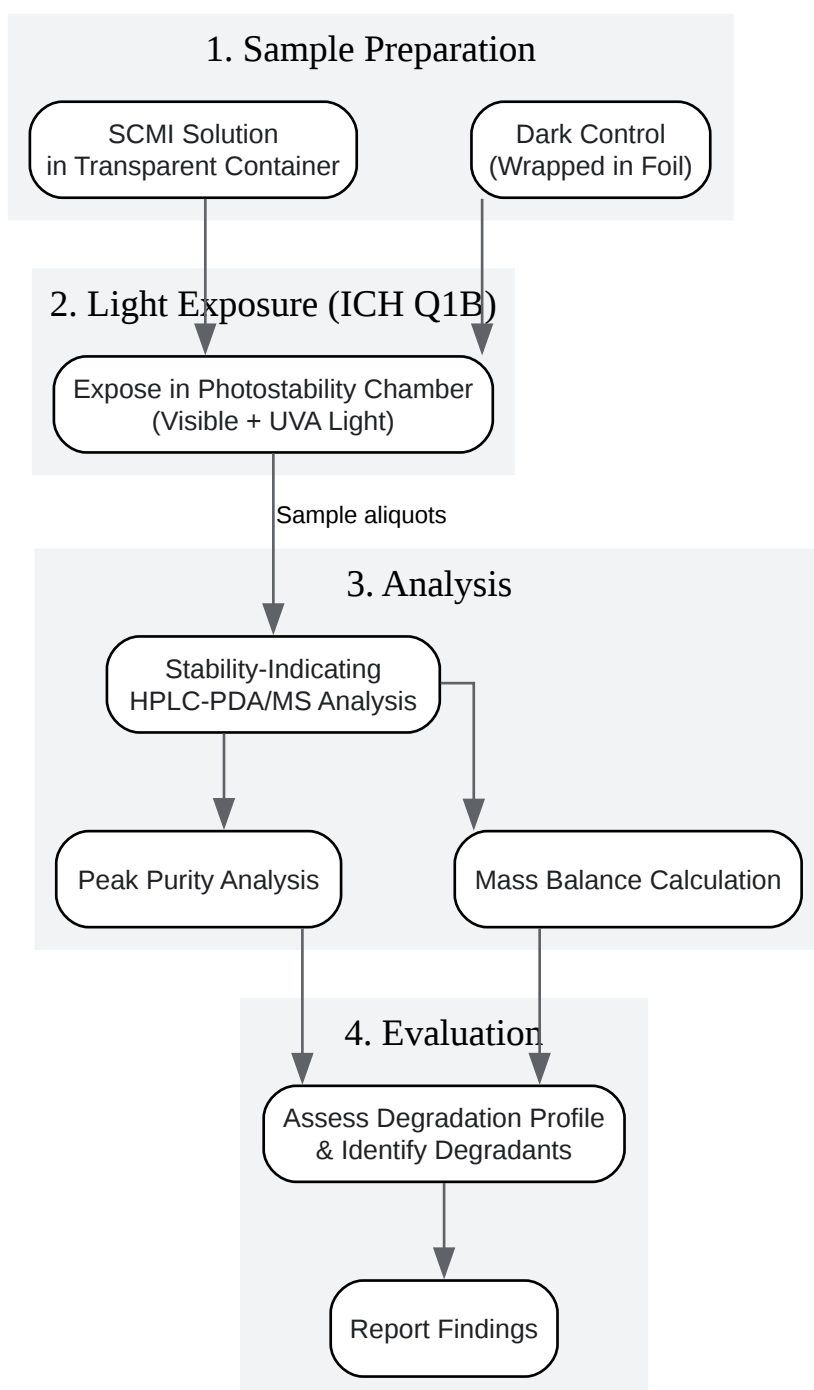 1. Sample Preparation
SCMI Solution
in Transparent Container
Dark Control
(Wrapped in Foil)
2. Light Exposure (ICH Q1B)
Expose in Photostability Chamber
(Visible + UVA Light)
Sample aliquots
3. Analysis
Stability-Indicating
HPLC-PDA/MS Analysis
Peak Purity Analysis
Mass Balance Calculation
4. Evaluation
Assess Degradation Profile
& Identify Degradants
Report Findings